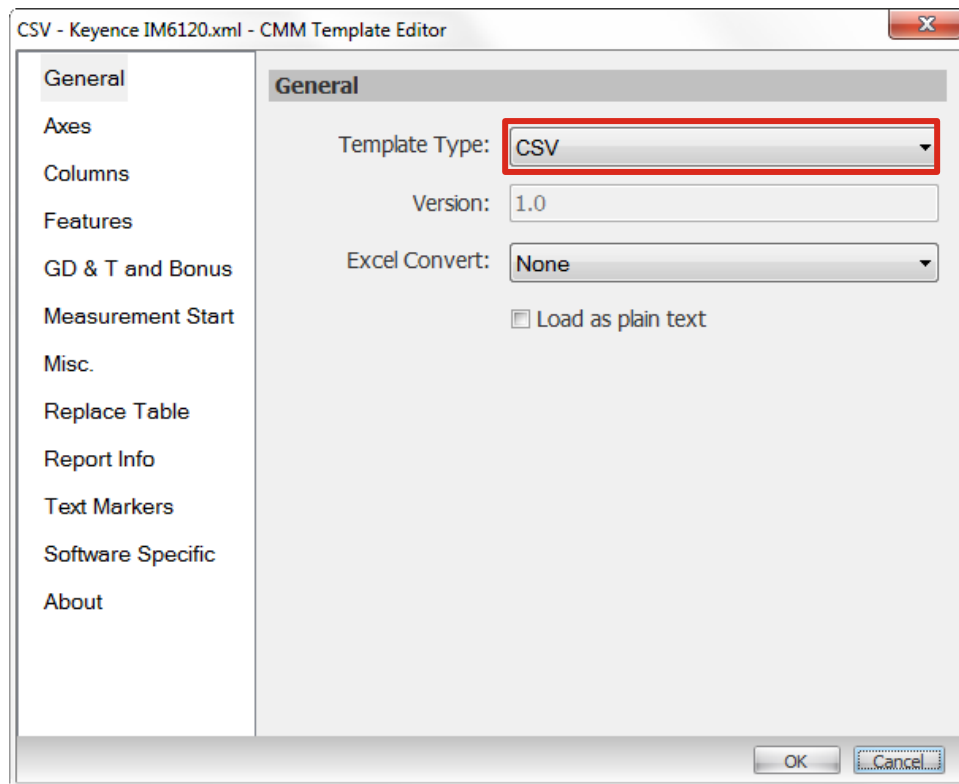 CSV - Keyence IM6120.xml - CMM Template Editor
General
Axes
Columns
Features
GD & T and Bonus
Measurement Start
Misc.
Replace Table
Report Info
Text Markers
Software Specific
About
General
Template Type: CSV
Version: 1.0
Excel Convert: None
Load as plain text
OK Cancel